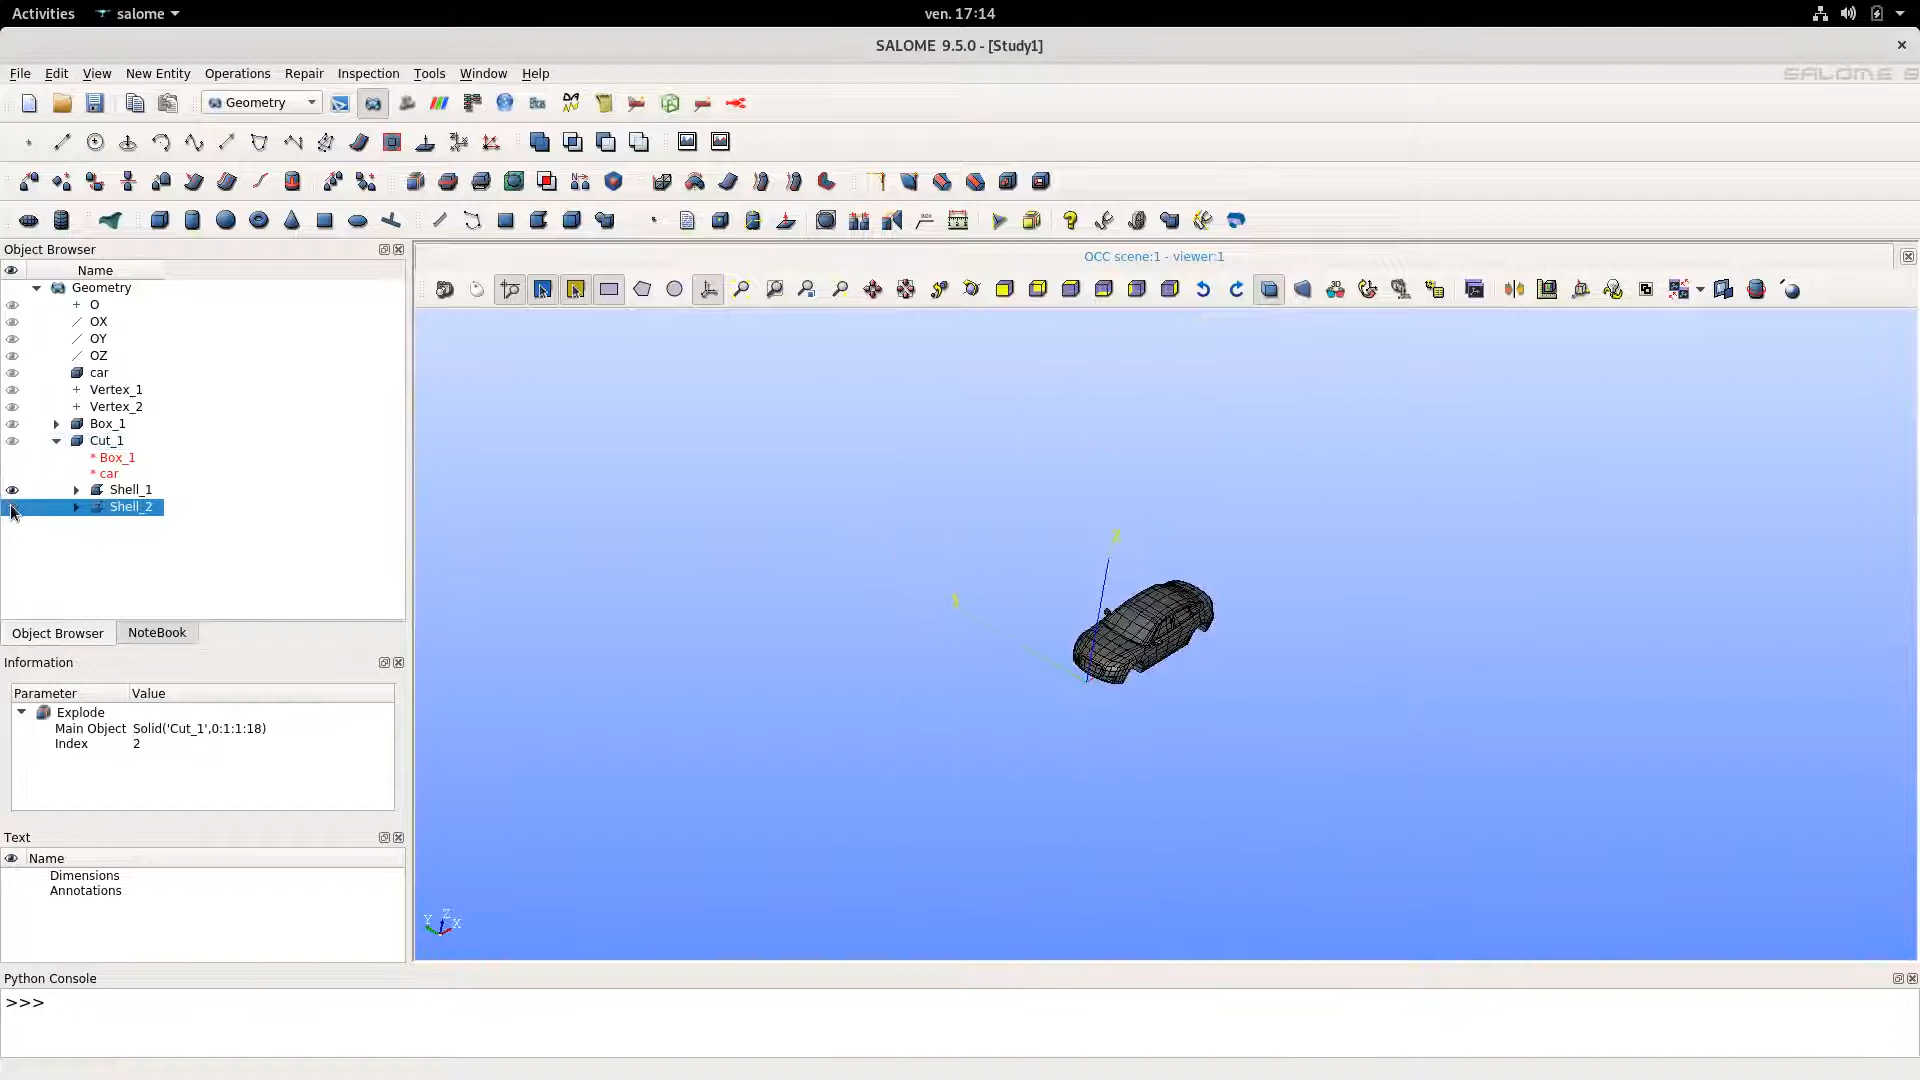 Activities salome ven. 17:14
SALOME 9.5.0 - [Study1]
File Edit View New Entity Operations Repair Inspection Tools Window Help
SALOME 9
Geometry
Object Browser
Name
OCC scene:1 - viewer:1
Geometry
O
OX
OY
OZ
car
Vertex_1
Vertex_2
Box_1
Cut_1
* Box_1
* car
Shell_1
Shell_2
Z
Object Browser NoteBook
Information
Parameter Value
Explode
Main Object Solid('Cut_1',0:1:1:18)
Index 2
Text
Name
Dimensions
Annotations
Y Z X
Python Console
>>>